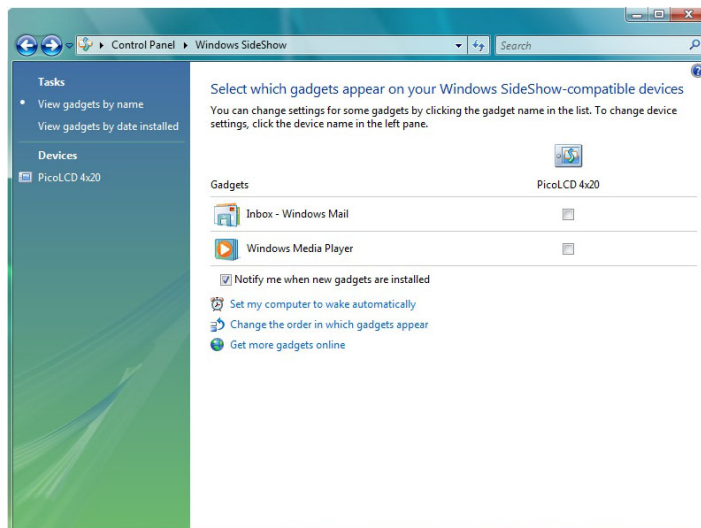 Control Panel ▸ Windows SideShow
Search
Tasks
View gadgets by name
View gadgets by date installed
Devices
PicoLCD 4x20
Select which gadgets appear on your Windows SideShow-compatible devices
You can change settings for some gadgets by clicking the gadget name in the list. To change device
settings, click the device name in the left pane.
Gadgets PicoLCD 4x20
Inbox - Windows Mail
Windows Media Player
Notify me when new gadgets are installed
Set my computer to wake automatically
Change the order in which gadgets appear
Get more gadgets online